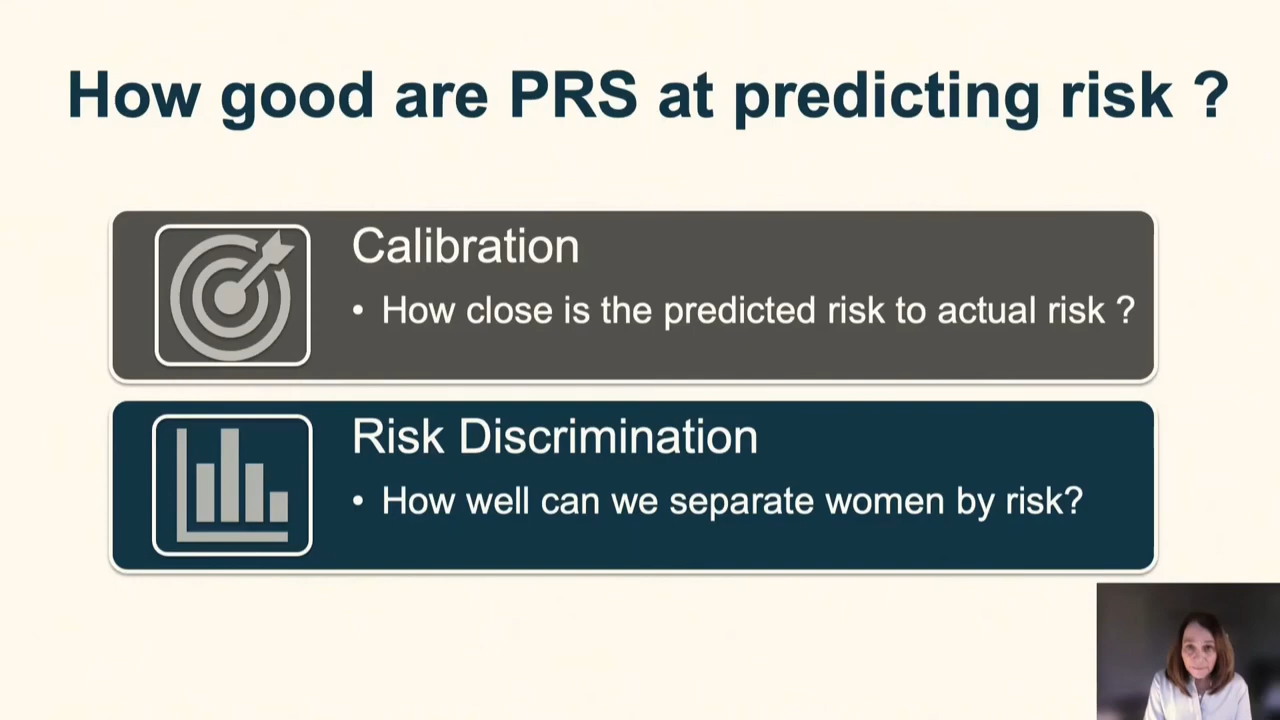 How good are PRS at predicting risk ?
Calibration
• How close is the predicted risk to actual risk ?
Risk Discrimination
• How well can we separate women by risk?